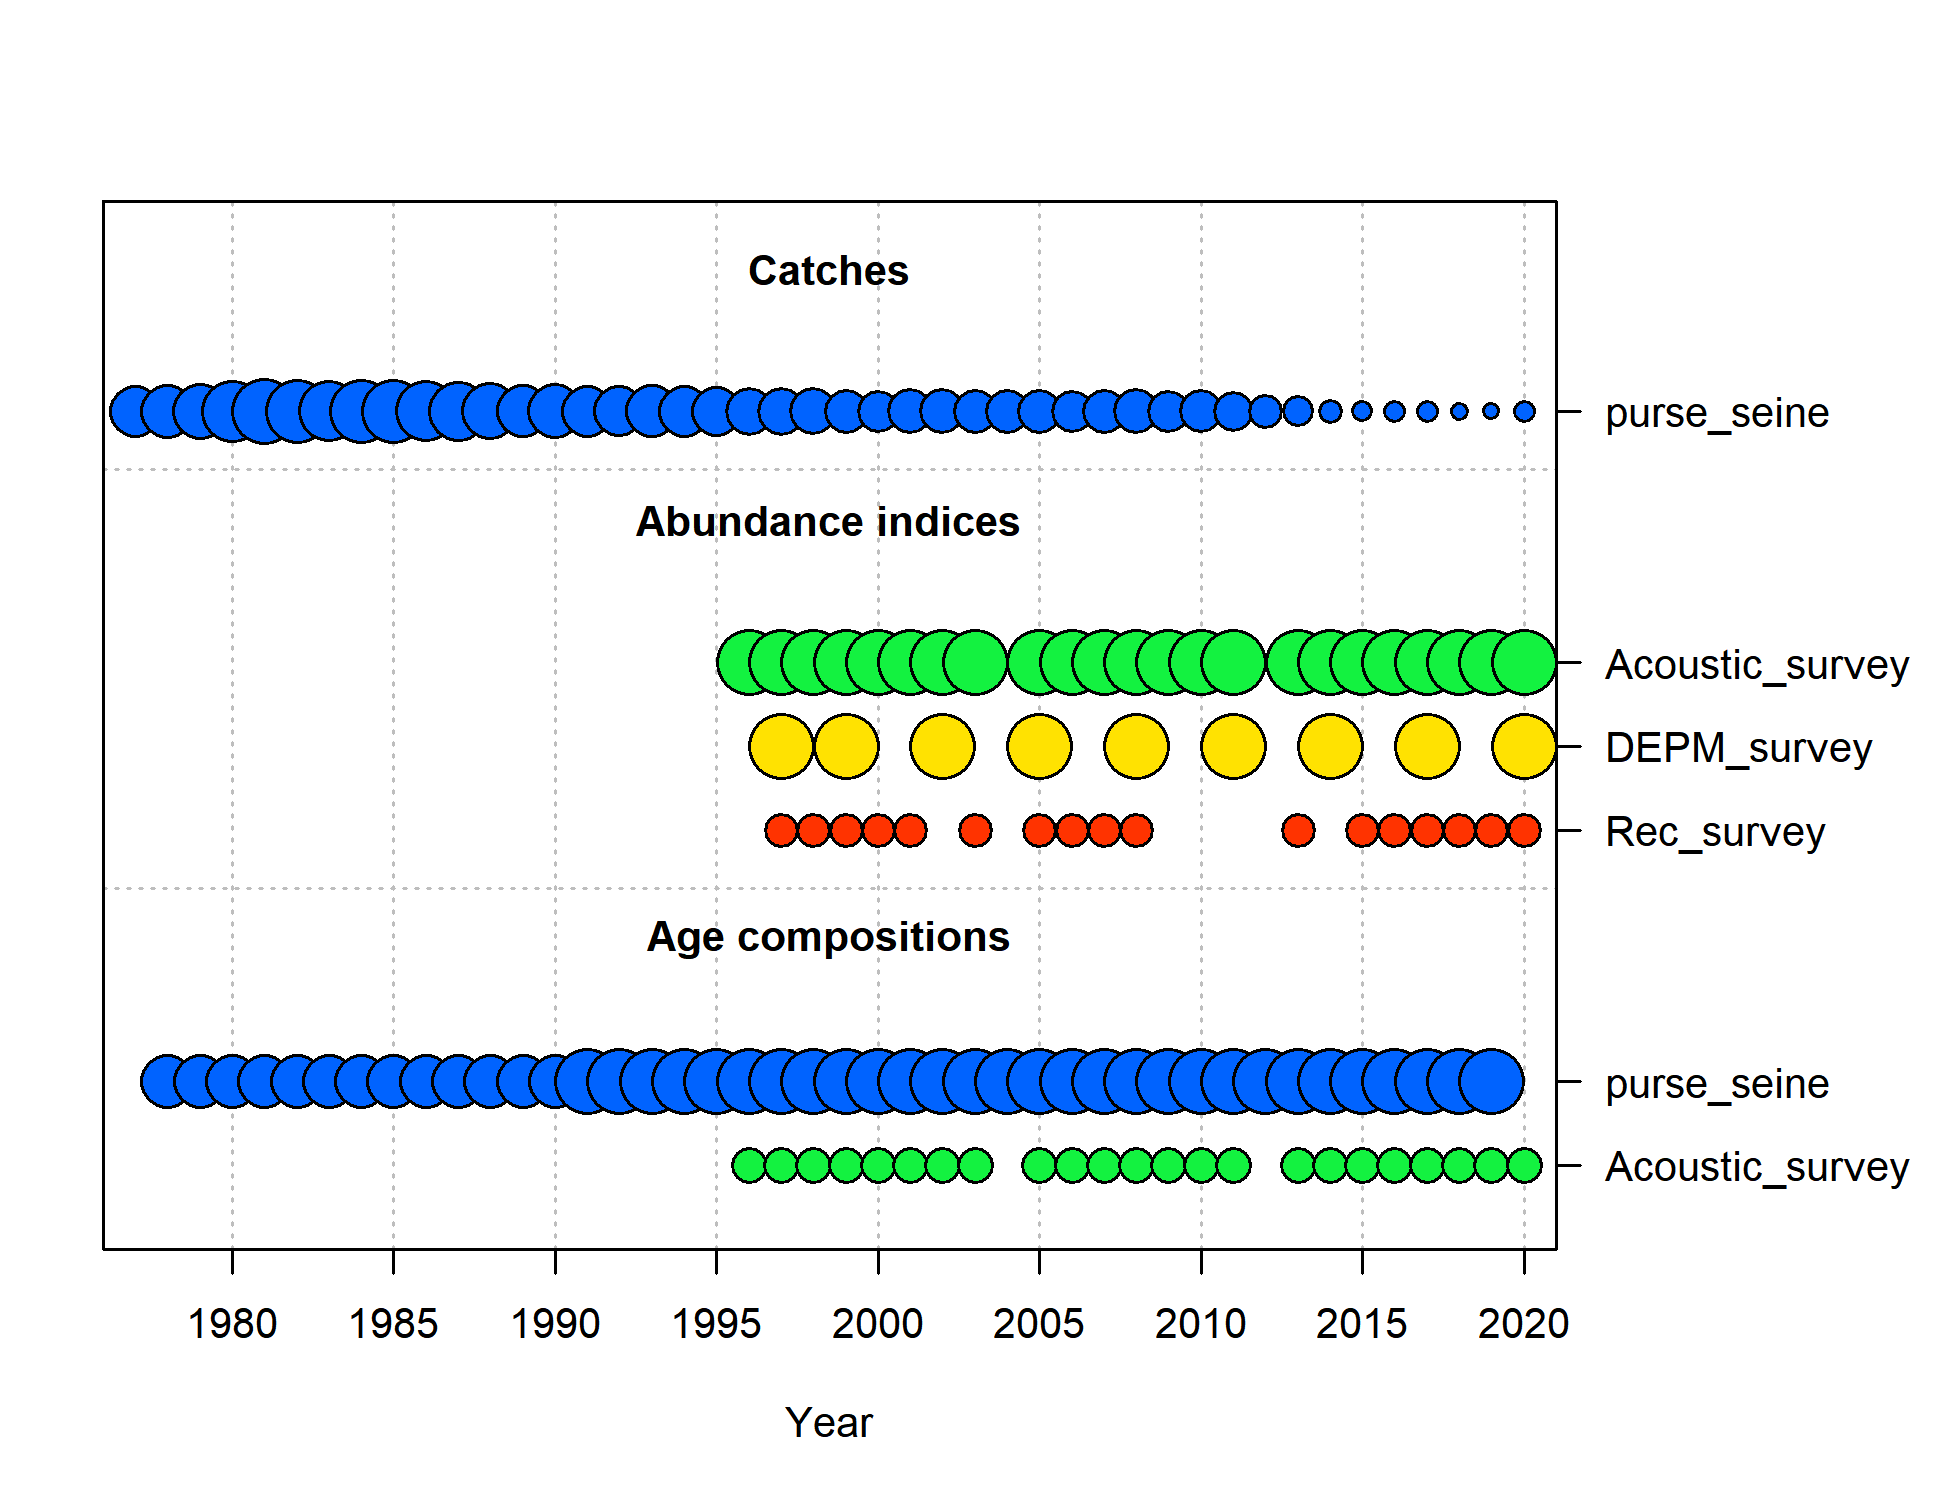 Catches
purse_seine
Abundance indices
Acoustic_survey
DEPM_survey
Rec_survey
Age compositions
purse_seine
Acoustic_survey
1980 1985 1990 1995 2000 2005 2010 2015 2020
Year